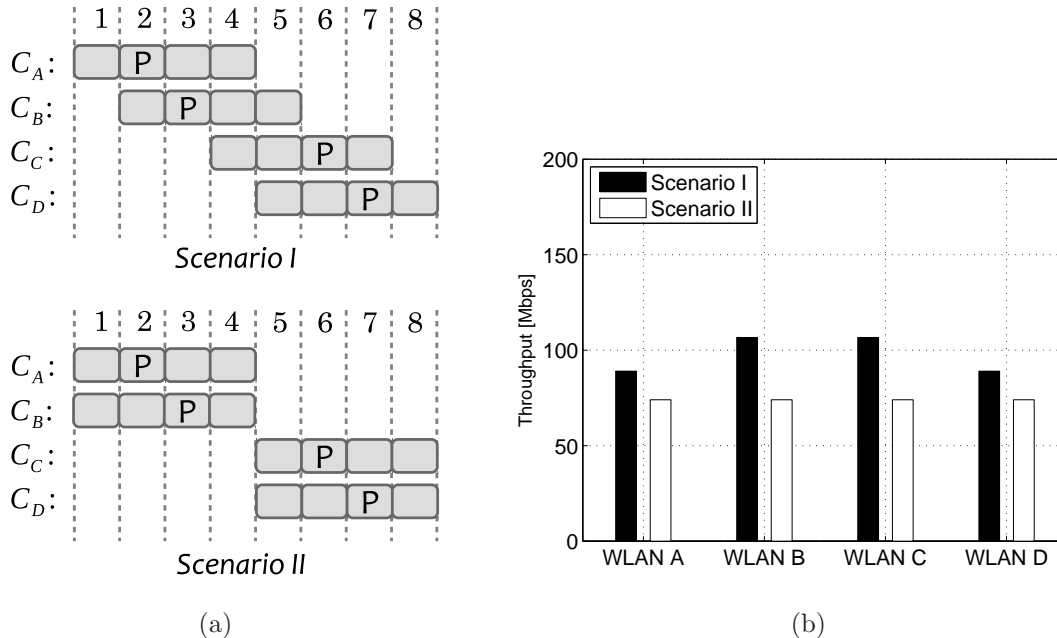 1 2 3 4 5 6 7 8
C_A:
P
C_B:
P
C_C:
P
C_D:
P
Scenario I
1 2 3 4 5 6 7 8
C_A:
P
C_B:
P
C_C:
P
C_D:
P
Scenario II
(a)
Throughput [Mbps]
200
150
100
50
0
Scenario I
Scenario II
WLAN A WLAN B WLAN C WLAN D
(b)